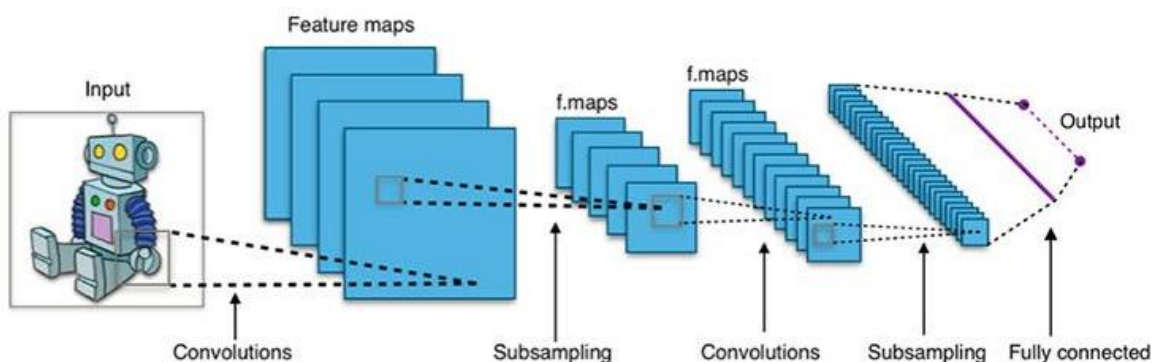 Feature maps
Input
f.maps
f.maps
Output
Convolutions
Subsampling
Convolutions
Subsampling
Fully connected